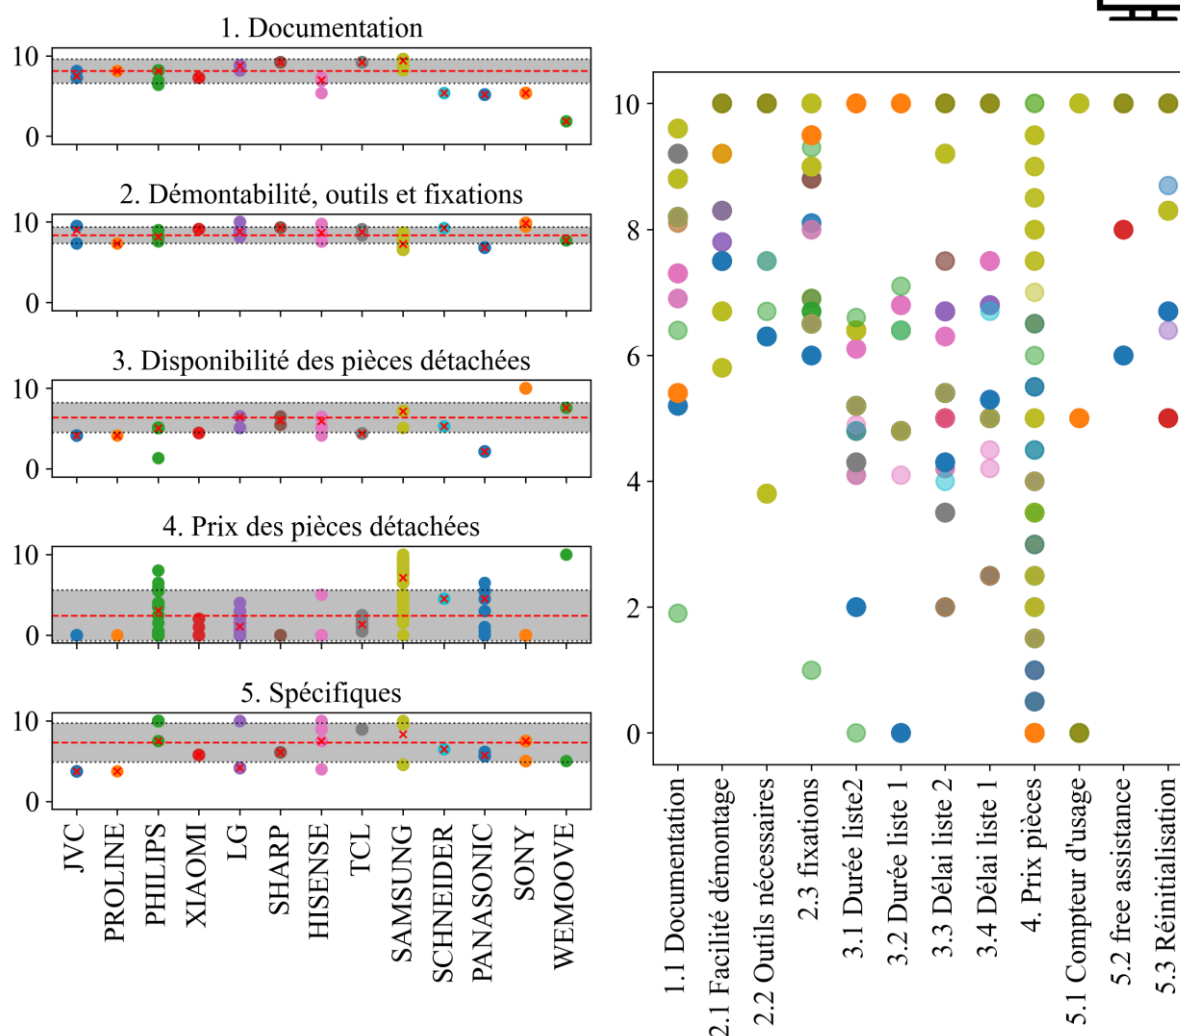 1. Documentation
10
0
2. Démontabilité, outils et fixations
10
0
3. Disponibilité des pièces détachées
10
0
4. Prix des pièces détachées
10
0
5. Spécifiques
10
0
JVC
PROLINE
PHILIPS
XIAOMI
LG
SHARP
HISENSE
TCL
SAMSUNG
SCHNEIDER
PANASONIC
SONY
WEMOOVE
10
8
6
4
2
0
1.1 Documentation
2.1 Facilité démontage
2.2 Outils nécessaires
2.3 fixations
3.1 Durée liste2
3.2 Durée liste 1
3.3 Délai liste 2
3.4 Délai liste 1
4. Prix pièces
5.1 Compteur d'usage
5.2 free assistance
5.3 Réinitialisation